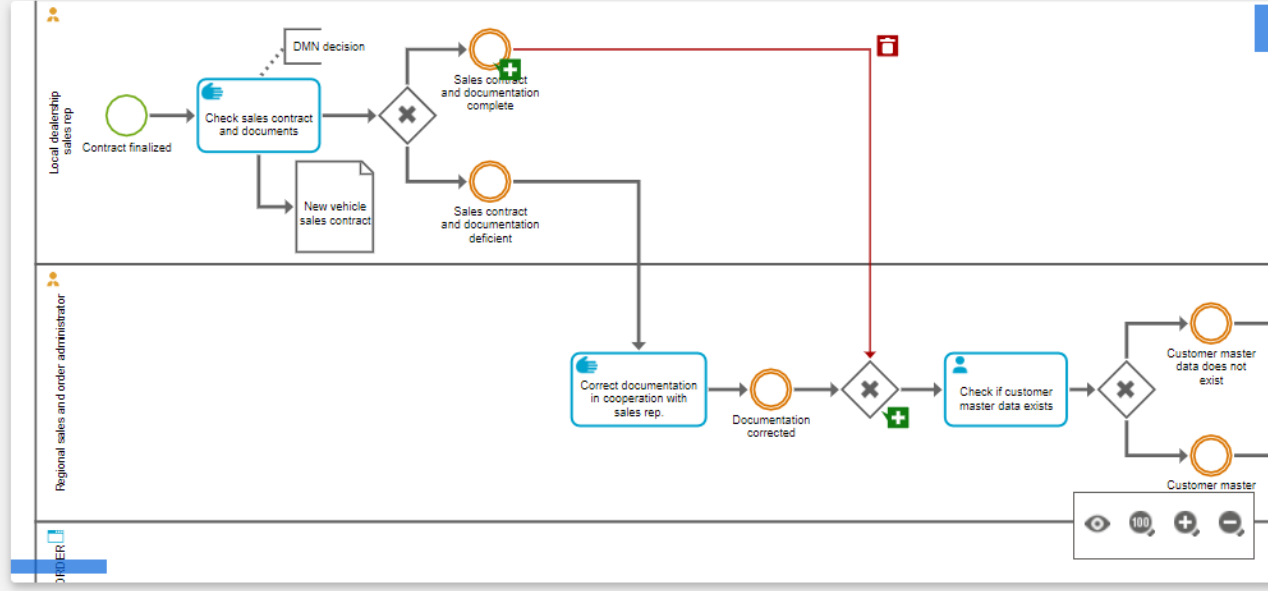 DMN decision
Local dealership
sales rep
Contract finalized
Check sales contract
and documents
Sales contract
and documentation
complete
New vehicle
sales contract
Sales contract
and documentation
deficient
Regional sales and order administrator
Correct documentation
in cooperation with
sales rep.
Documentation
corrected
Check if customer
master data exists
Customer master
data does not
exist
Customer master
100
ORDER